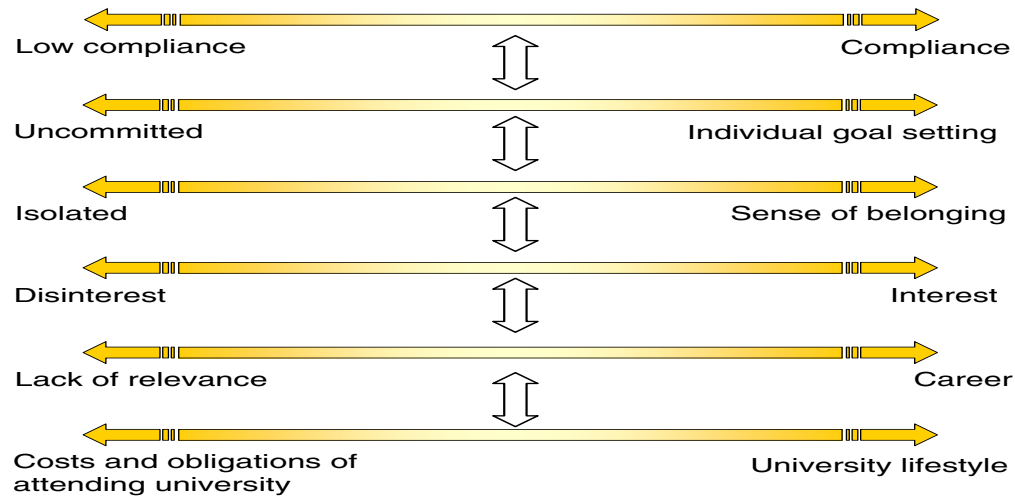 Low compliance
Compliance
Uncommitted
Individual goal setting
Isolated
Sense of belonging
Disinterest
Interest
Lack of relevance
Career
Costs and obligations of
attending university
University lifestyle